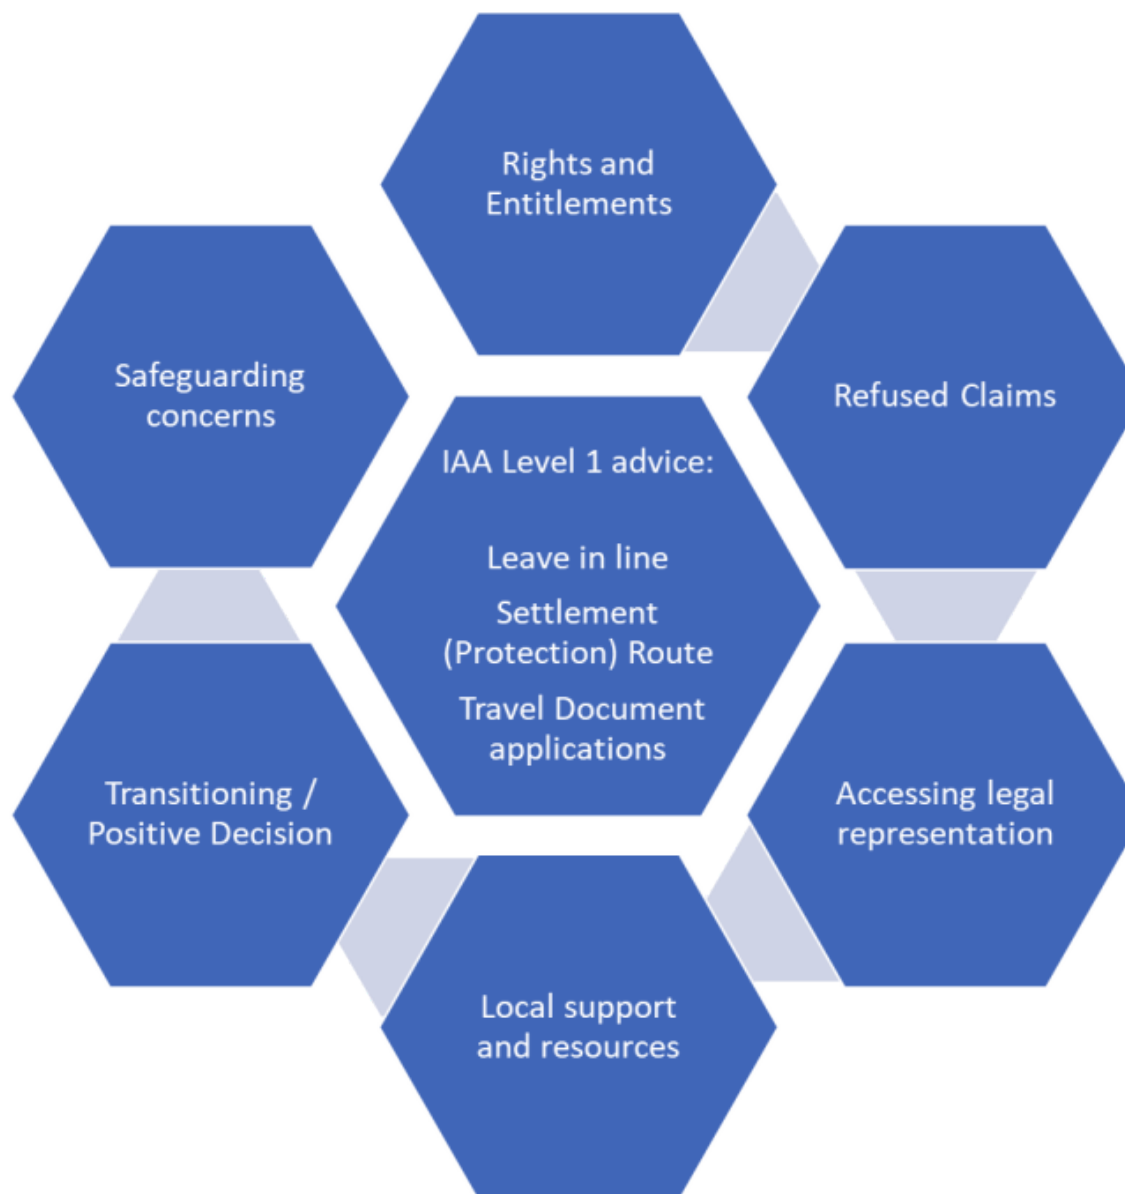 Rights and
Entitlements
Safeguarding
concerns
Refused Claims
IAA Level 1 advice:
Leave in line
Settlement
(Protection) Route
Travel Document
applications
Transitioning /
Positive Decision
Accessing legal
representation
Local support
and resources